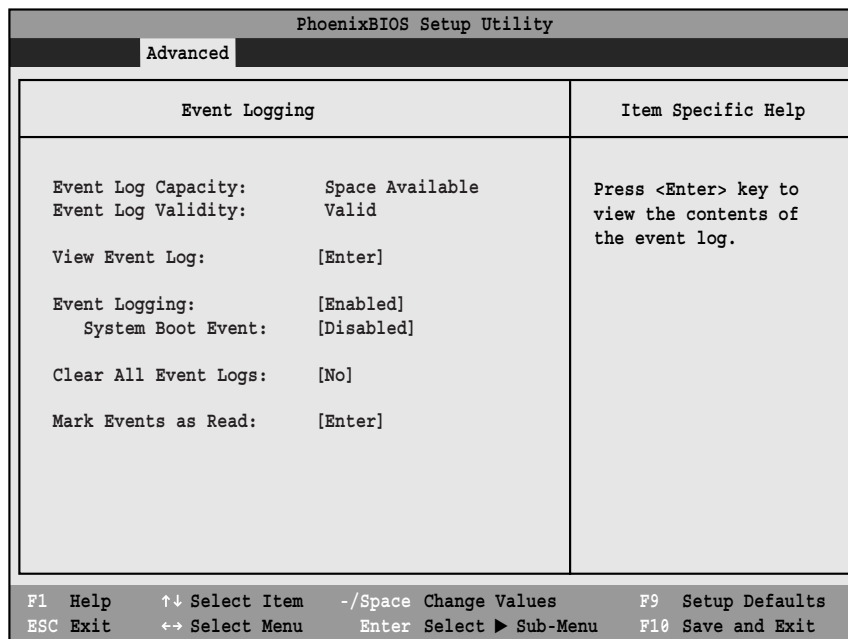 PhoenixBIOS Setup Utility
Advanced
Event Logging
Item Specific Help
Event Log Capacity: Space Available
Event Log Validity: Valid
View Event Log: [Enter]
Event Logging: [Enabled]
System Boot Event: [Disabled]
Clear All Event Logs: [No]
Mark Events as Read: [Enter]
Press <Enter> key to
view the contents of
the event log.
F1 Help ↑↓ Select Item -/Space Change Values F9 Setup Defaults
ESC Exit ←→ Select Menu Enter Select ▶ Sub-Menu F10 Save and Exit